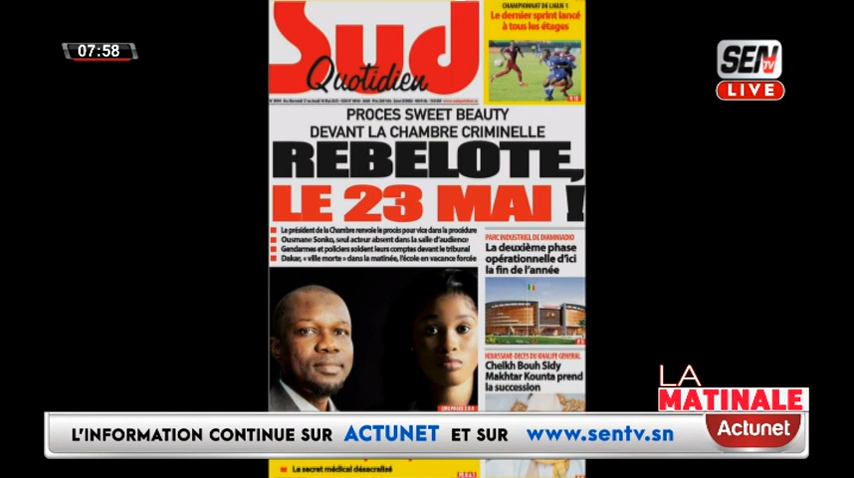 07:58
SEN TV
LIVE
Sud
Quotidien
CHAMPIONNAT DE LIGUE 1
Le dernier sprint lancé
à tous les étages
PROCES SWEET BEAUTY
DEVANT LA CHAMBRE CRIMINELLE
REBELOTE,
LE 23 MAI !
Le président de la Chambre renvoie le procès pour vice dans la procédure
Ousmane Sonko, seul acteur absent dans la salle d'audience
Gendarmes et policiers soldent leurs comptes devant le tribunal
Dakar, « ville morte » dans la matinée, l'école en vacance forcée
PARC INDUSTRIEL DE DIAMNIADIO
La deuxième phase
opérationnelle d'ici
la fin de l'année
Cheikh Bouh Sidy
Makhtar Kounta prend
la succession
LA
MATINALE
Actunet
L'INFORMATION CONTINUE SUR ACTUNET ET SUR www.sentv.sn
Le secret médical désacralisé